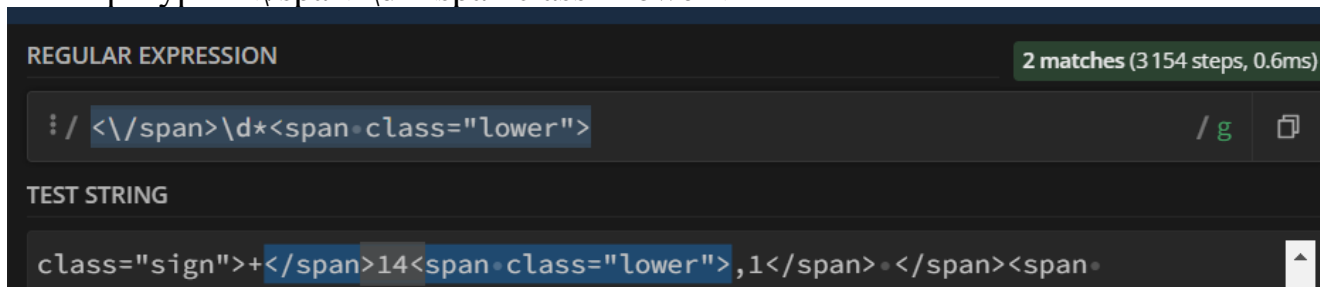 REGULAR EXPRESSION
2 matches (3 154 steps, 0.6ms)
/ <\/span>\d*<span·class="lower">
/ g
TEST STRING
class="sign">+</span>14<span·class="lower">,1</span>·</span><span·